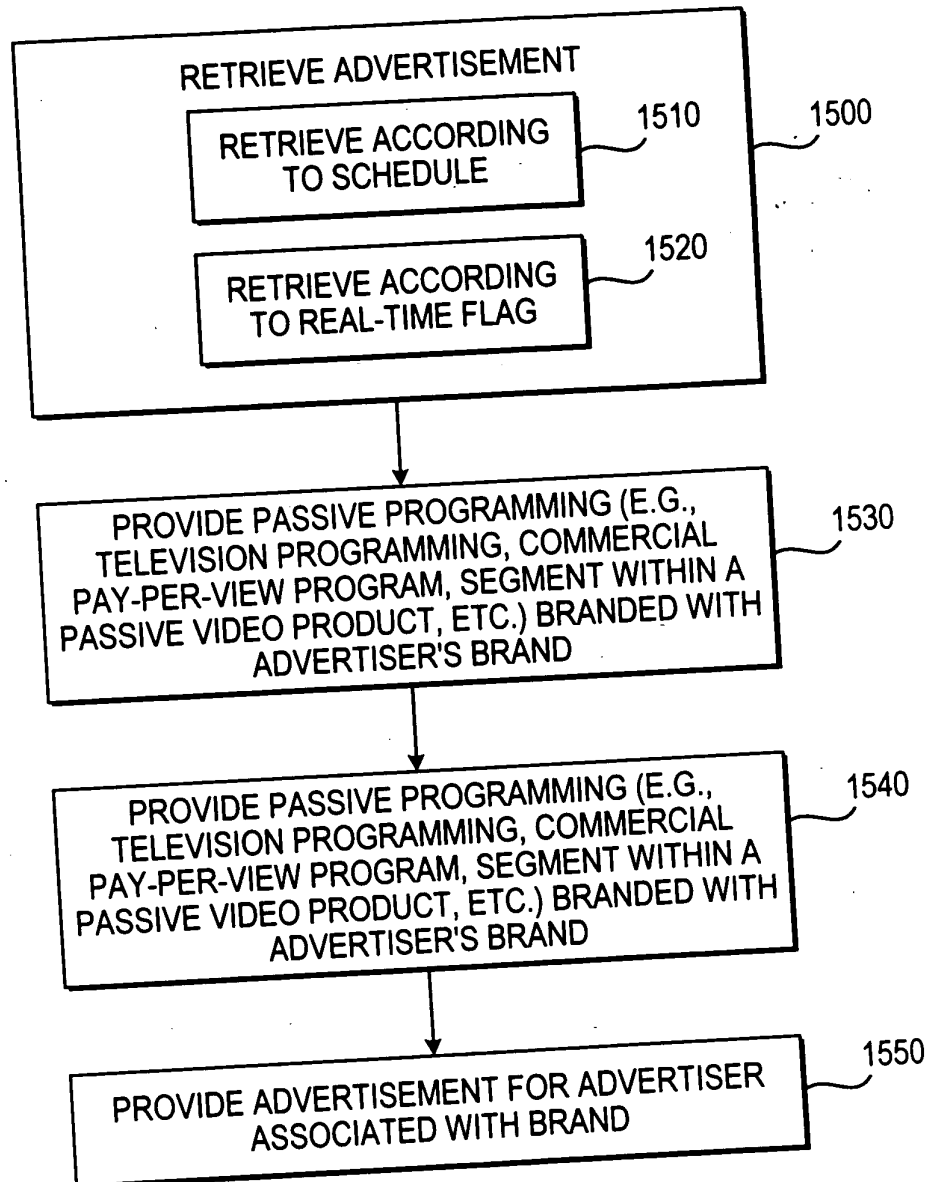 RETRIEVE ADVERTISEMENT
RETRIEVE ACCORDING
TO SCHEDULE
1510
1500
RETRIEVE ACCORDING
TO REAL-TIME FLAG
1520
PROVIDE PASSIVE PROGRAMMING (E.G.,
TELEVISION PROGRAMMING, COMMERCIAL
PAY-PER-VIEW PROGRAM, SEGMENT WITHIN A
PASSIVE VIDEO PRODUCT, ETC.) BRANDED WITH
ADVERTISER'S BRAND
1530
PROVIDE PASSIVE PROGRAMMING (E.G.,
TELEVISION PROGRAMMING, COMMERCIAL
PAY-PER-VIEW PROGRAM, SEGMENT WITHIN A
PASSIVE VIDEO PRODUCT, ETC.) BRANDED WITH
ADVERTISER'S BRAND
1540
PROVIDE ADVERTISEMENT FOR ADVERTISER
ASSOCIATED WITH BRAND
1550